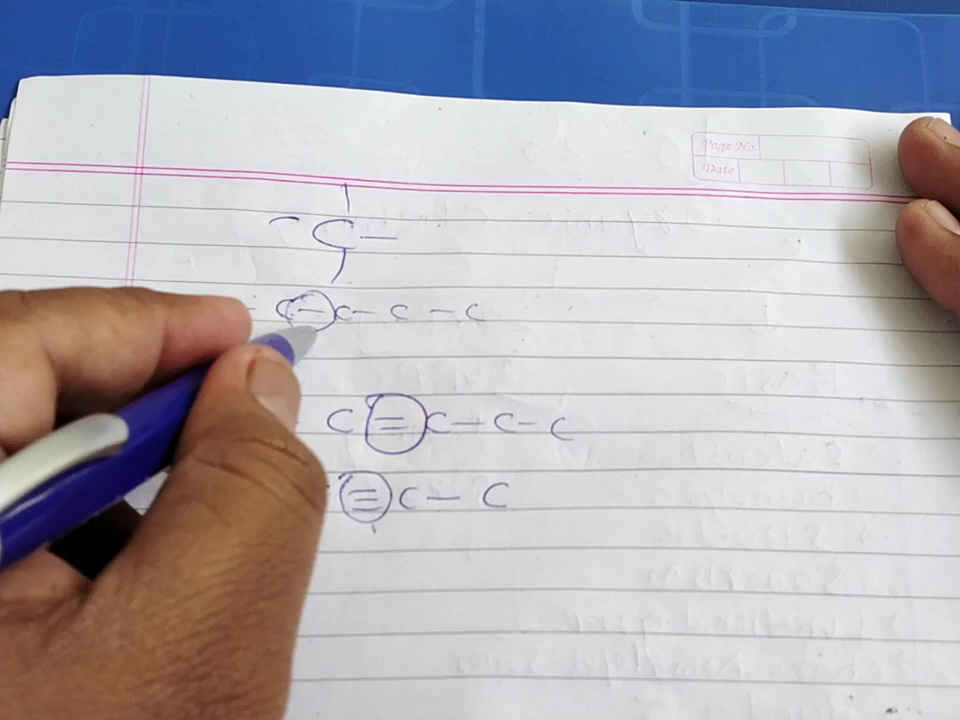 Page No.
Date
- C -
C - C - C - C
C = C - C - C
≡ C - C